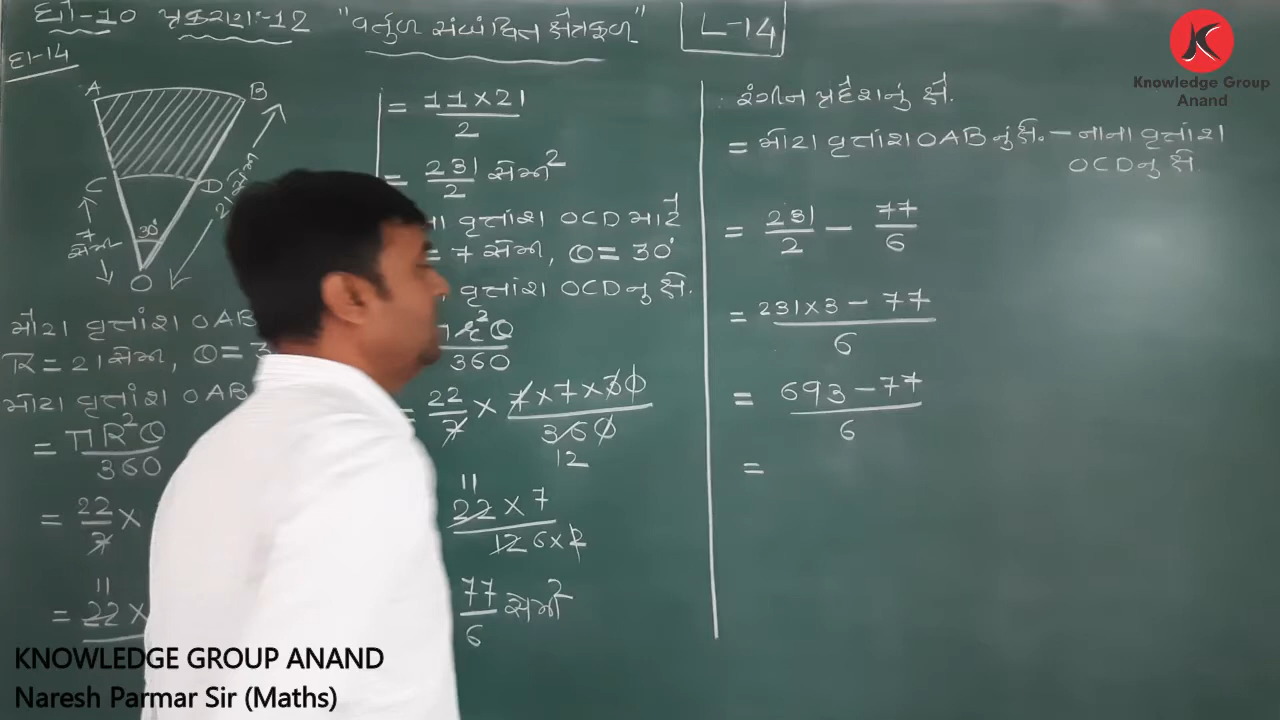 ધો-10 પ્રકરણ:-12 "વર્તુળ સંબંધિત ક્ષેત્રફળ" L-14
દા-14
A B
C D
30°
7 સેમી
21 સેમી
O
મોટા વૃત્તાંશ OAB
R = 21 સેમી, θ = 3
મોટા વૃત્તાંશ OAB
= πR²θ / 360
= 22/7 ×
= 22 ×
11
= 11 × 21 / 2
= 231/2 સેમી²
વૃત્તાંશ OCD માટે
= 7 સેમી, θ = 30°
વૃત્તાંશ OCD નું ક્ષે.
r²θ / 360
= 22/7 × 7 × 7 × 30 / 360
12
11
22 × 7 / 12 6 × 2
77/6 સેમી²
∴ રંગીન પ્રદેશનું ક્ષે.
= મોટા વૃત્તાંશ OAB નું ક્ષે. – નાના વૃત્તાંશ
OCD નું ક્ષે.
= 231/2 – 77/6
= 231 × 3 – 77 / 6
= 693 – 77 / 6
=
Knowledge Group
Anand
KNOWLEDGE GROUP ANAND
Naresh Parmar Sir (Maths)